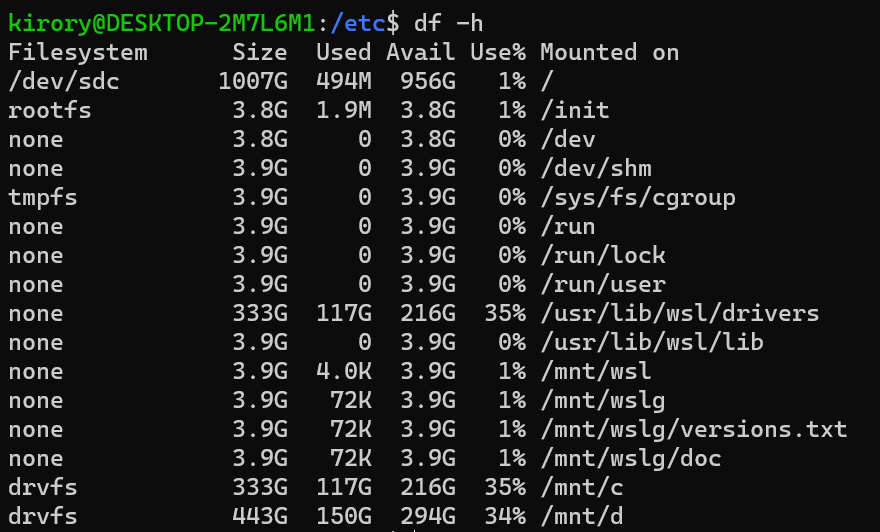 kirory@DESKTOP-2M7L6M1:/etc$ df -h
Filesystem      Size  Used Avail Use% Mounted on
/dev/sdc       1007G  494M  956G   1% /
rootfs          3.8G  1.9M  3.8G   1% /init
none            3.8G     0  3.8G   0% /dev
none            3.9G     0  3.9G   0% /dev/shm
tmpfs           3.9G     0  3.9G   0% /sys/fs/cgroup
none            3.9G     0  3.9G   0% /run
none            3.9G     0  3.9G   0% /run/lock
none            3.9G     0  3.9G   0% /run/user
none            333G  117G  216G  35% /usr/lib/wsl/drivers
none            3.9G     0  3.9G   0% /usr/lib/wsl/lib
none            3.9G  4.0K  3.9G   1% /mnt/wsl
none            3.9G   72K  3.9G   1% /mnt/wslg
none            3.9G   72K  3.9G   1% /mnt/wslg/versions.txt
none            3.9G   72K  3.9G   1% /mnt/wslg/doc
drvfs           333G  117G  216G  35% /mnt/c
drvfs           443G  150G  294G  34% /mnt/d